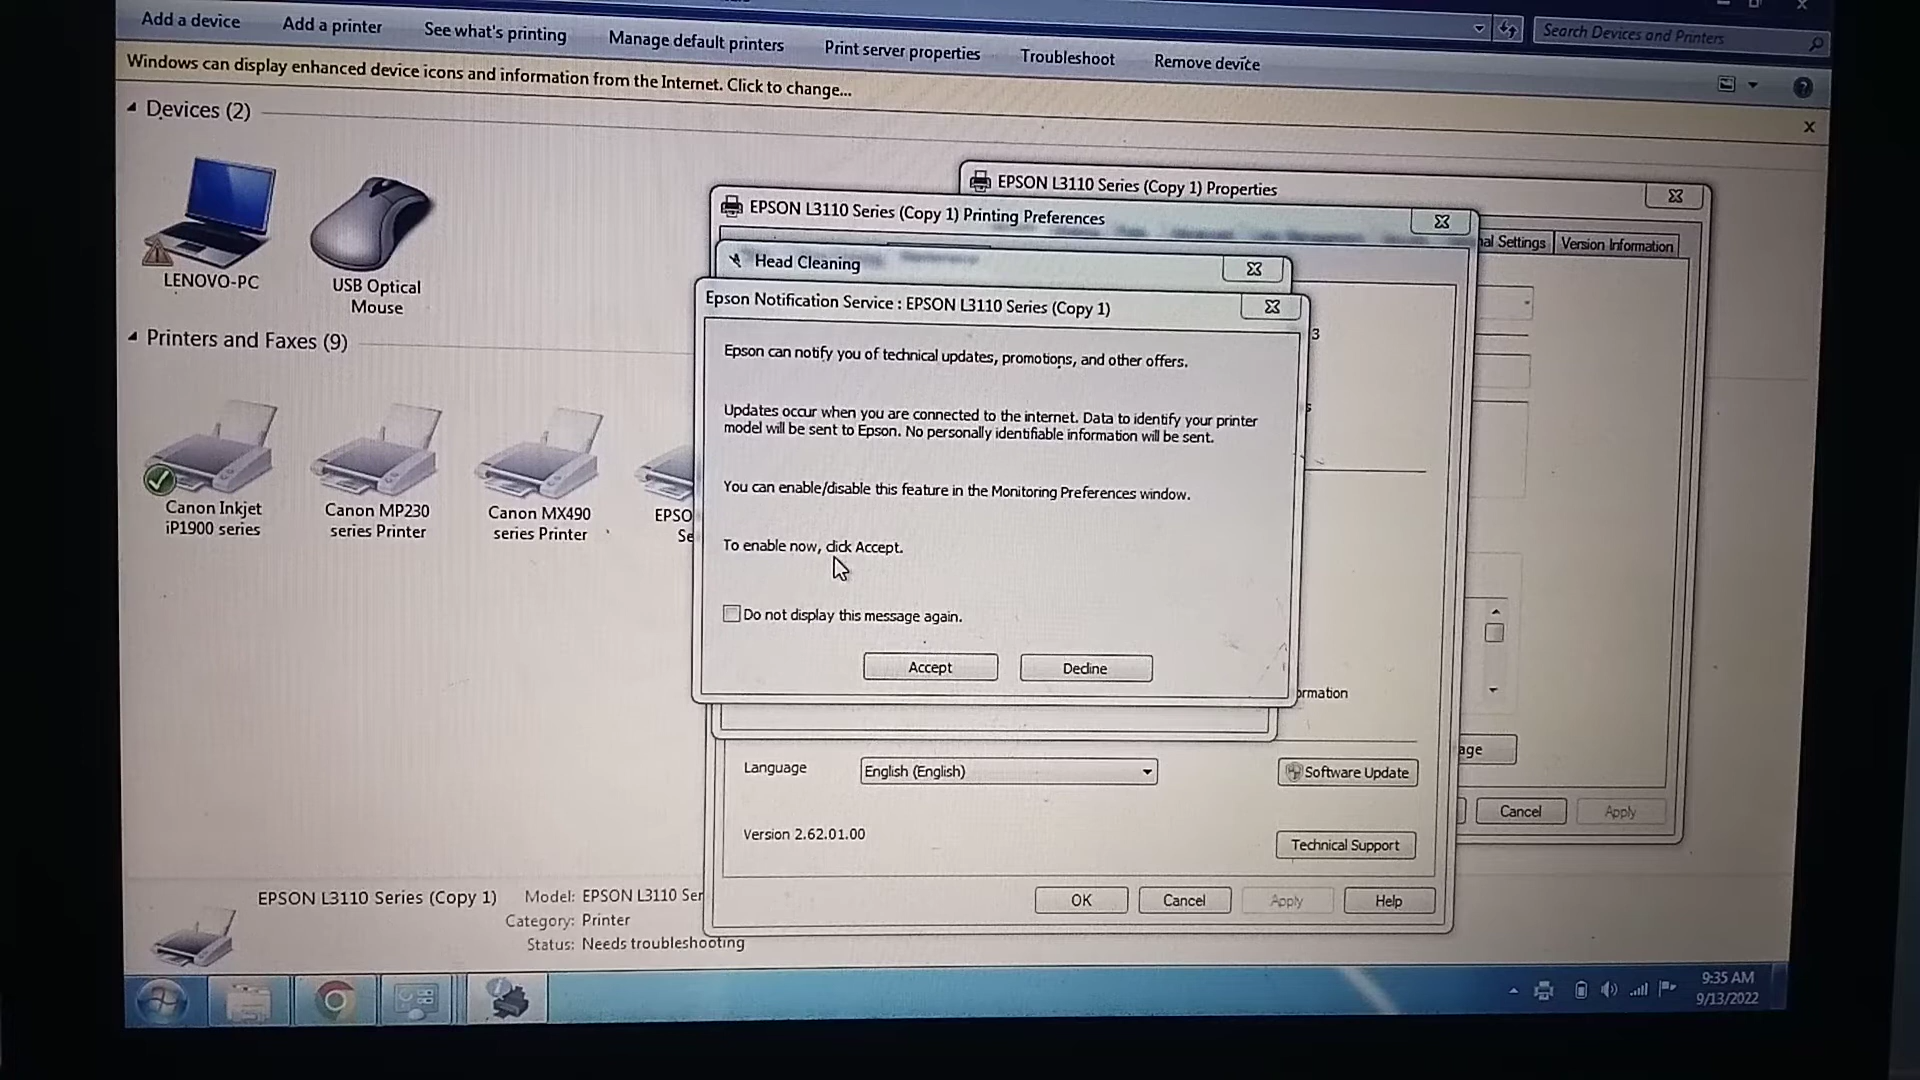 Add a device
Add a printer
See what's printing
Manage default printers
Print server properties
Troubleshoot
Remove device
Search Devices and Printers
Windows can display enhanced device icons and information from the Internet. Click to change...
Devices (2)
LENOVO-PC
USB Optical
Mouse
Printers and Faxes (9)
Canon Inkjet
iP1900 series
Canon MP230
series Printer
Canon MX490
series Printer
EPSO
Se
EPSON L3110 Series (Copy 1) Properties
nal Settings
Version Information
EPSON L3110 Series (Copy 1) Printing Preferences
Head Cleaning
Epson Notification Service : EPSON L3110 Series (Copy 1)
Epson can notify you of technical updates, promotions, and other offers.
Updates occur when you are connected to the internet. Data to identify your printer
model will be sent to Epson. No personally identifiable information will be sent.
You can enable/disable this feature in the Monitoring Preferences window.
To enable now, click Accept.
Do not display this message again.
Accept
Decline
3
s
ormation
age
Language
English (English)
Software Update
Version 2.62.01.00
Technical Support
Cancel
Apply
OK
Cancel
Apply
Help
EPSON L3110 Series (Copy 1)
Model: EPSON L3110 Ser
Category: Printer
Status: Needs troubleshooting
9:35 AM
9/13/2022